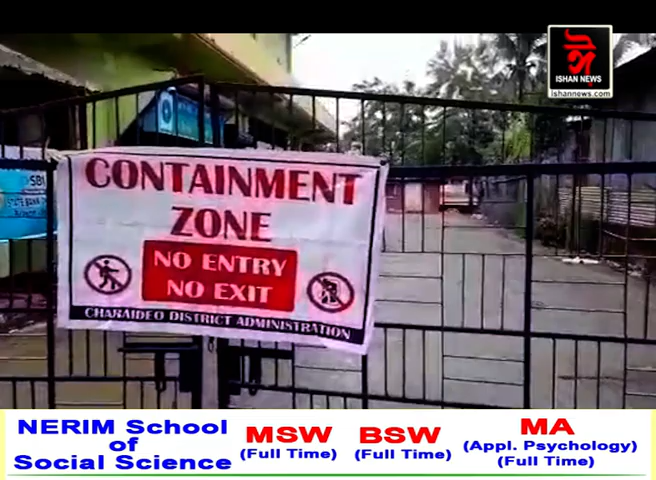 ই
ISHAN NEWS
ishannews.com
SBI
STATE BANK
CONTAINMENT
ZONE
NO ENTRY
NO EXIT
CHARAIDEO DISTRICT ADMINISTRATION
NERIM School
of
Social Science
MSW
(Full Time)
BSW
(Full Time)
MA
(Appl. Psychology)
(Full Time)